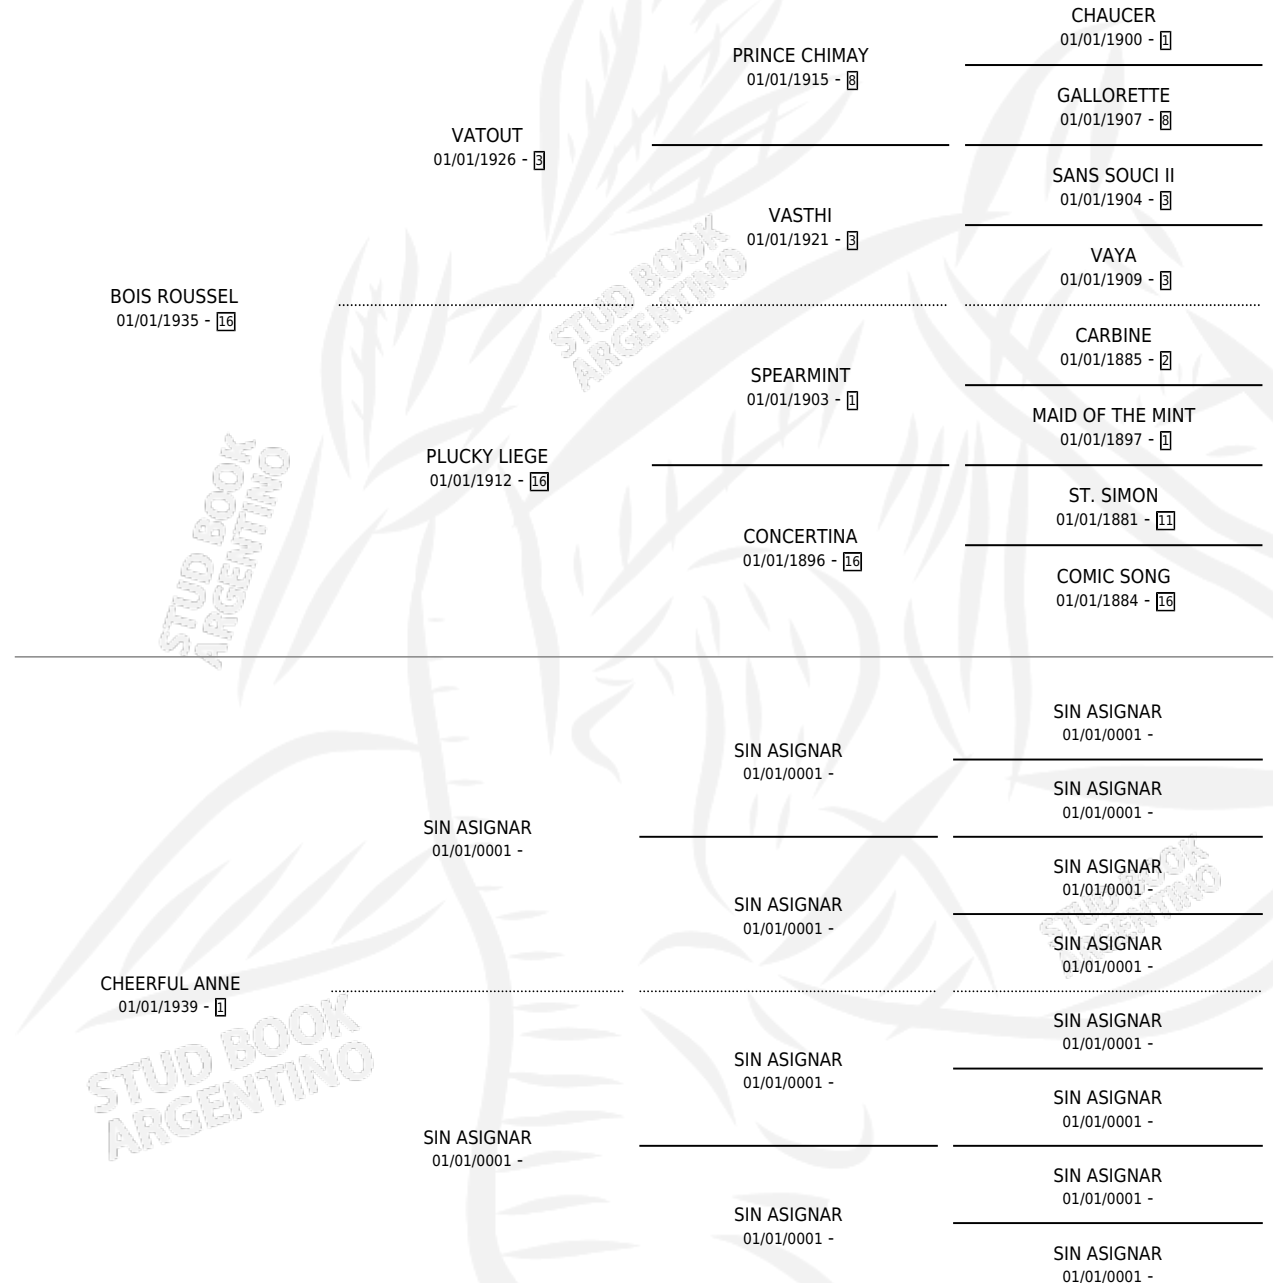 CHAUCER
01/01/1900 - 1
PRINCE CHIMAY
01/01/1915 - 8
GALLORETTE
01/01/1907 - 8
VATOUT
01/01/1926 - 3
SANS SOUCI II
01/01/1904 - 3
VASTHI
01/01/1921 - 3
VAYA
01/01/1909 - 3
BOIS ROUSSEL
01/01/1935 - 16
CARBINE
01/01/1885 - 2
SPEARMINT
01/01/1903 - 1
MAID OF THE MINT
01/01/1897 - 1
PLUCKY LIEGE
01/01/1912 - 16
ST. SIMON
01/01/1881 - 11
CONCERTINA
01/01/1896 - 16
COMIC SONG
01/01/1884 - 16
SIN ASIGNAR
01/01/0001 -
SIN ASIGNAR
01/01/0001 -
SIN ASIGNAR
01/01/0001 -
SIN ASIGNAR
01/01/0001 -
SIN ASIGNAR
01/01/0001 -
SIN ASIGNAR
01/01/0001 -
SIN ASIGNAR
01/01/0001 -
CHEERFUL ANNE
01/01/1939 - 1
SIN ASIGNAR
01/01/0001 -
SIN ASIGNAR
01/01/0001 -
SIN ASIGNAR
01/01/0001 -
SIN ASIGNAR
01/01/0001 -
SIN ASIGNAR
01/01/0001 -
SIN ASIGNAR
01/01/0001 -
SIN ASIGNAR
01/01/0001 -
STUD BOOK
ARGENTINO
STUD BOOK
ARGENTINO
STUD BOOK
ARGENTINO
STUD BOOK
ARGENTINO